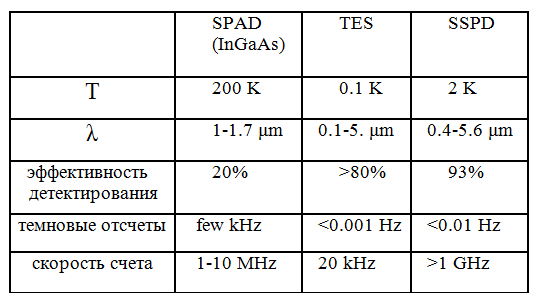 SPAD TES SSPD
(InGaAs)
T 200 K 0.1 K 2 K
λ 1-1.7 μm 0.1-5. μm 0.4-5.6 μm
эффективность 20% >80% 93%
детектирования
темновые отсчеты few kHz <0.001 Hz <0.01 Hz
скорость счета 1-10 MHz 20 kHz >1 GHz